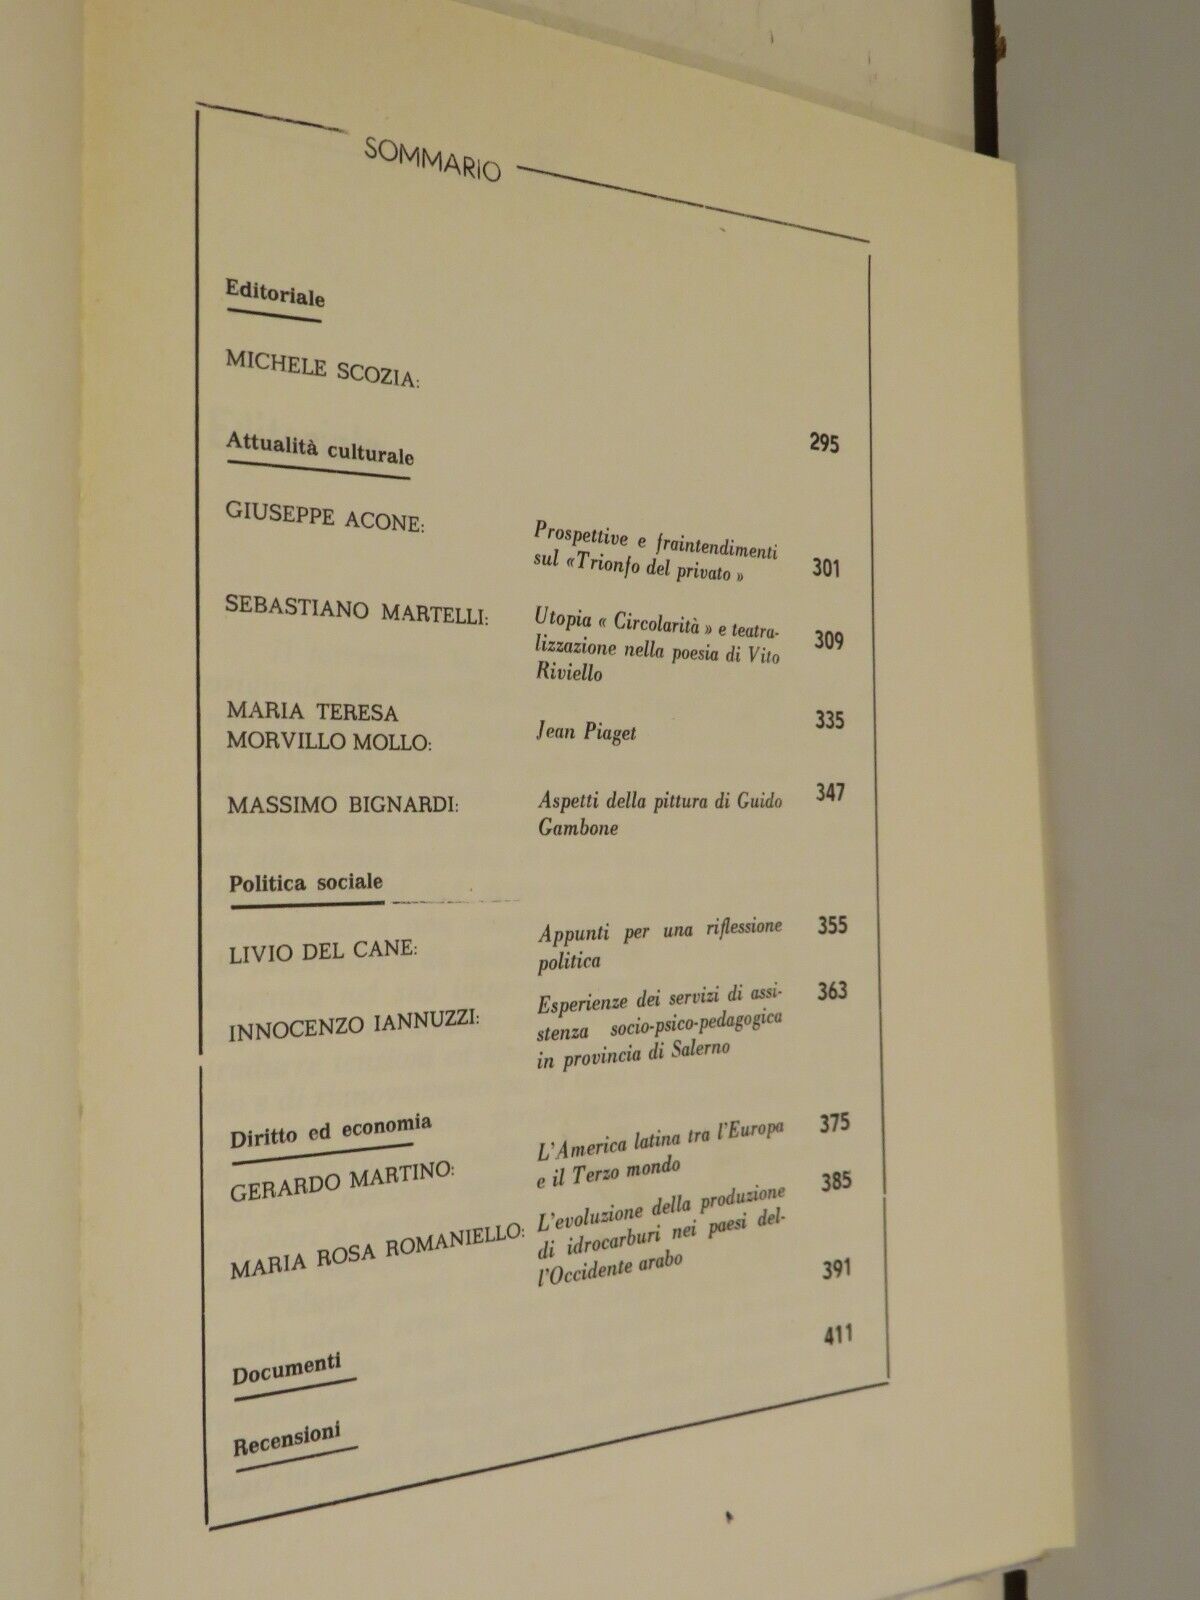 SOMMARIO
Editoriale
MICHELE SCOZIA: 295
Attualità culturale
GIUSEPPE ACONE: Prospettive e fraintendimenti
sul «Trionfo del privato» 301
SEBASTIANO MARTELLI: Utopia « Circolarità » e teatra-
lizzazione nella poesia di Vito 309
Riviello
MARIA TERESA
MORVILLO MOLLO: Jean Piaget 335
MASSIMO BIGNARDI: Aspetti della pittura di Guido 347
Gambone
Politica sociale
LIVIO DEL CANE: Appunti per una riflessione 355
politica
INNOCENZO IANNUZZI: Esperienze dei servizi di assi- 363
stenza socio-psico-pedagogica
in provincia di Salerno
Diritto ed economia
GERARDO MARTINO: L'America latina tra l'Europa 375
e il Terzo mondo
MARIA ROSA ROMANIELLO: L'evoluzione della produzione 385
di idrocarburi nei paesi del-
l'Occidente arabo
Documenti 391
Recensioni 411